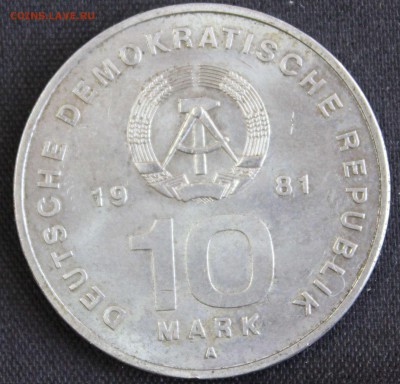 COINS.LAVE.RU
DEUTSCHE DEMOKRATISCHE REPUBLIK
19 81
10
MARK
A